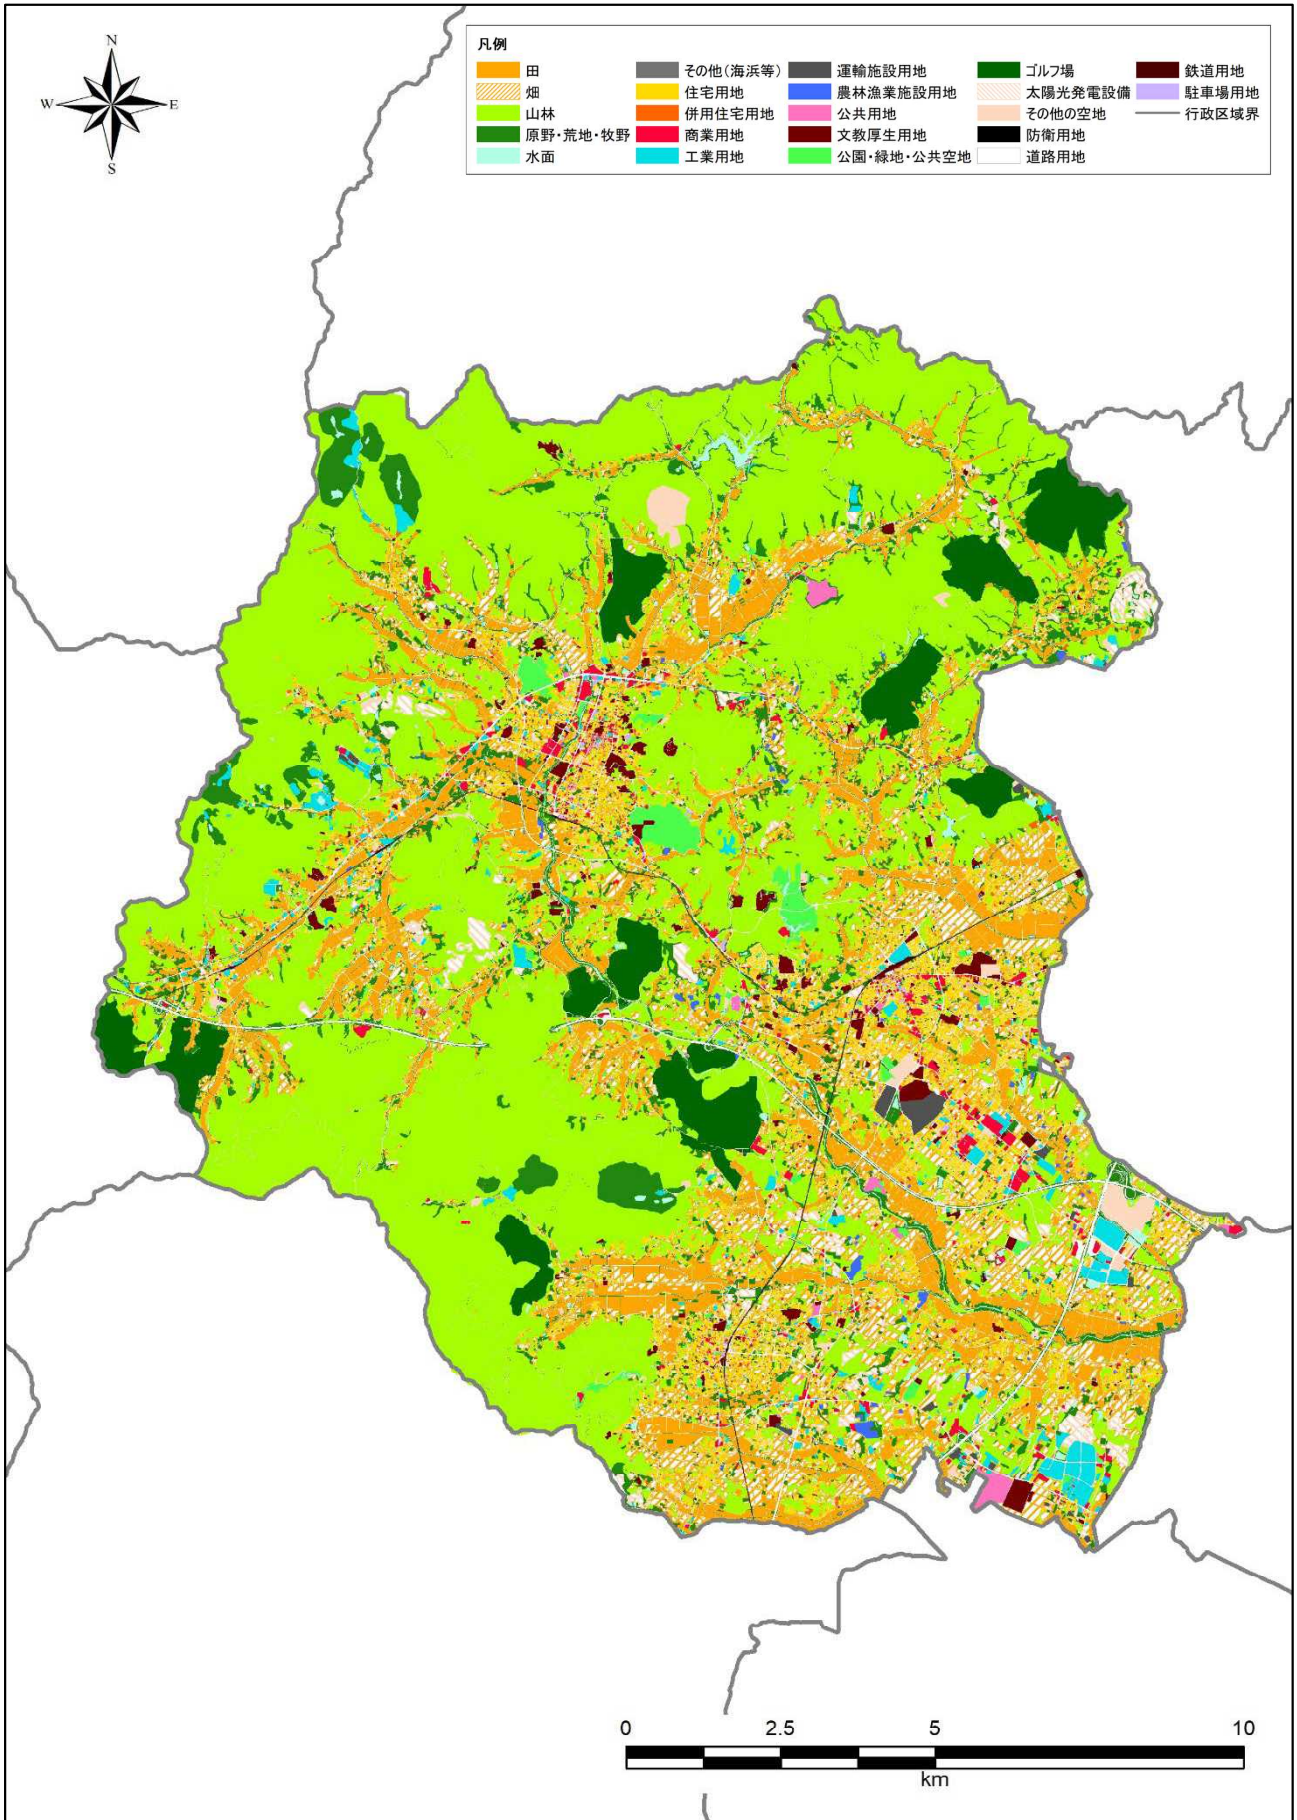 N
W E
S
凡例
田 その他(海浜等) 運輸施設用地 ゴルフ場 鉄道用地
畑 住宅用地 農林漁業施設用地 太陽光発電設備 駐車場用地
山林 併用住宅用地 公共用地 その他の空地 行政区域界
原野・荒地・牧野 商業用地 文教厚生用地 防衛用地
水面 工業用地 公園・緑地・公共空地 道路用地
0 2.5 5 10
km